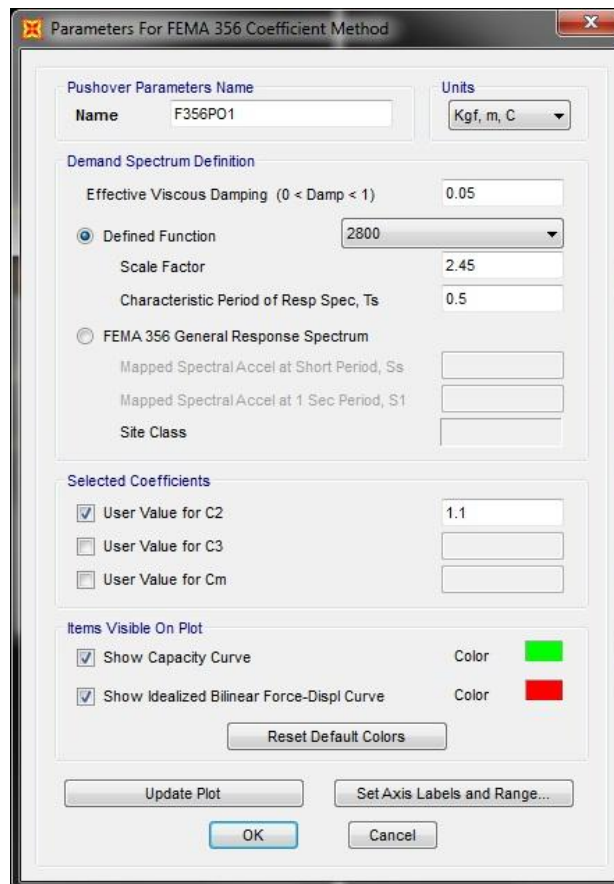 Parameters For FEMA 356 Coefficient Method
Pushover Parameters Name
Name F356PO1
Units
Kgf, m, C
Demand Spectrum Definition
Effective Viscous Damping (0 < Damp < 1) 0.05
Defined Function 2800
Scale Factor 2.45
Characteristic Period of Resp Spec, Ts 0.5
FEMA 356 General Response Spectrum
Mapped Spectral Accel at Short Period, Ss
Mapped Spectral Accel at 1 Sec Period, S1
Site Class
Selected Coefficients
User Value for C2 1.1
User Value for C3
User Value for Cm
Items Visible On Plot
Show Capacity Curve Color
Show Idealized Bilinear Force-Displ Curve Color
Reset Default Colors
Update Plot Set Axis Labels and Range...
OK Cancel